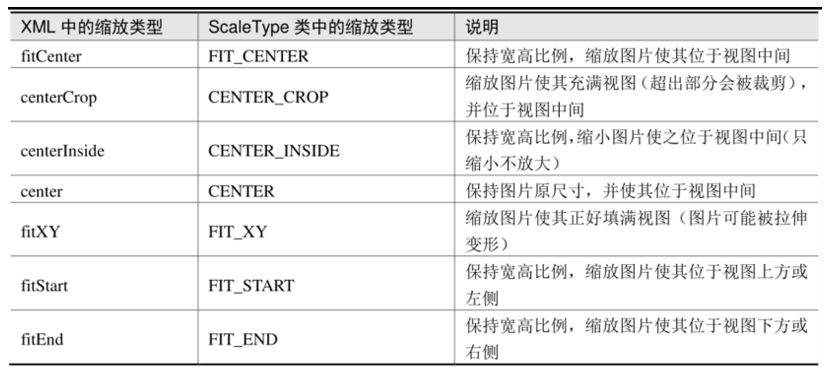 XML 中的缩放类型 ScaleType 类中的缩放类型 说明
fitCenter FIT_CENTER 保持宽高比例，缩放图片使其位于视图中间
centerCrop CENTER_CROP 缩放图片使其充满视图（超出部分会被裁剪），
并位于视图中间
centerInside CENTER_INSIDE 保持宽高比例，缩小图片使之位于视图中间（只
缩小不放大）
center CENTER 保持图片原尺寸，并使其位于视图中间
fitXY FIT_XY 缩放图片使其正好填满视图（图片可能被拉伸
变形）
fitStart FIT_START 保持宽高比例，缩放图片使其位于视图上方或
左侧
fitEnd FIT_END 保持宽高比例，缩放图片使其位于视图下方或
右侧